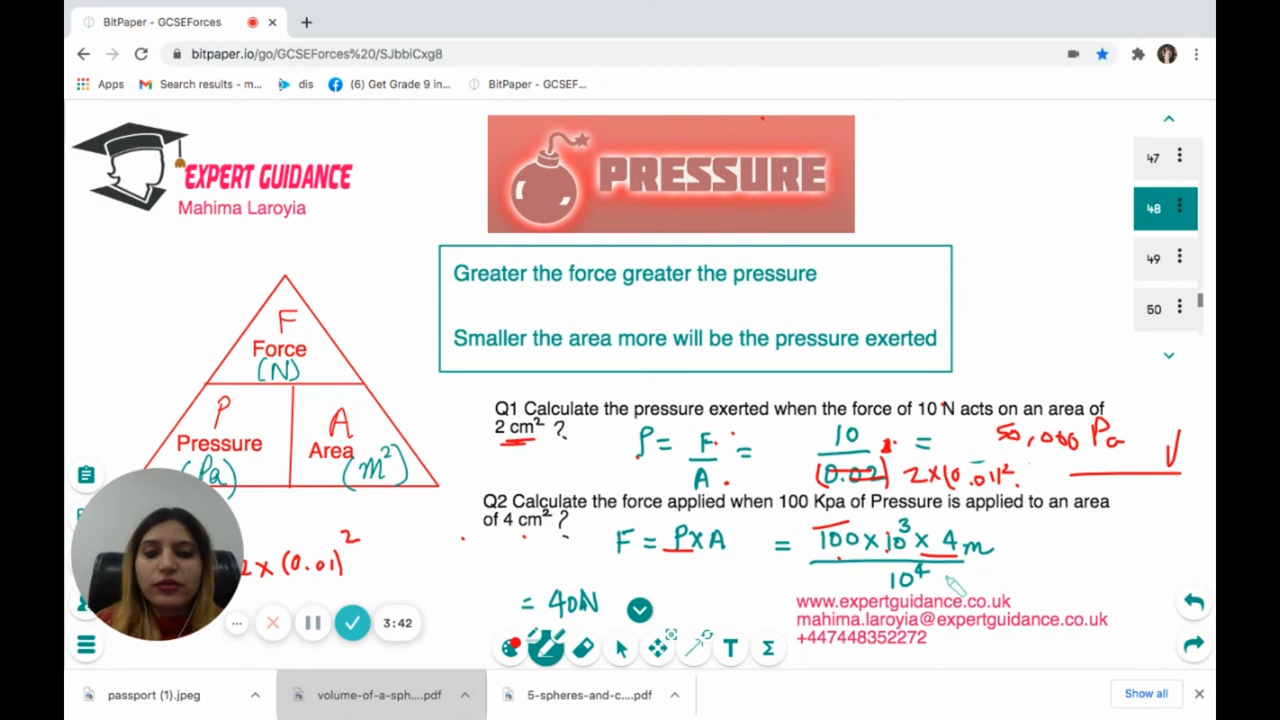 BitPaper - GCSEForces
bitpaper.io/go/GCSEForces%20/SJbbiCxg8
Apps
Search results - m...
dis
(6) Get Grade 9 in...
BitPaper - GCSEF...
EXPERT GUIDANCE
Mahima Laroyia
PRESSURE
47
48
49
50
Greater the force greater the pressure
Smaller the area more will be the pressure exerted
F
Force
(N)
P
Pressure
(Pa)
A
Area
(m²)
Q1 Calculate the pressure exerted when the force of 10 N acts on an area of
2 cm² ?
P = F/A = 10/(0.02) 2×(0.01)² = 50,000 Pa ✓
Q2 Calculate the force applied when 100 Kpa of Pressure is applied to an area
of 4 cm² ?
F = P×A = 100×10³ × 4 m
10⁴
2 × (0.01)²
= 40N
www.expertguidance.co.uk
mahima.laroyia@expertguidance.co.uk
+447448352272
3:42
T
Σ
passport (1).jpeg
volume-of-a-sph....pdf
5-spheres-and-c....pdf
Show all